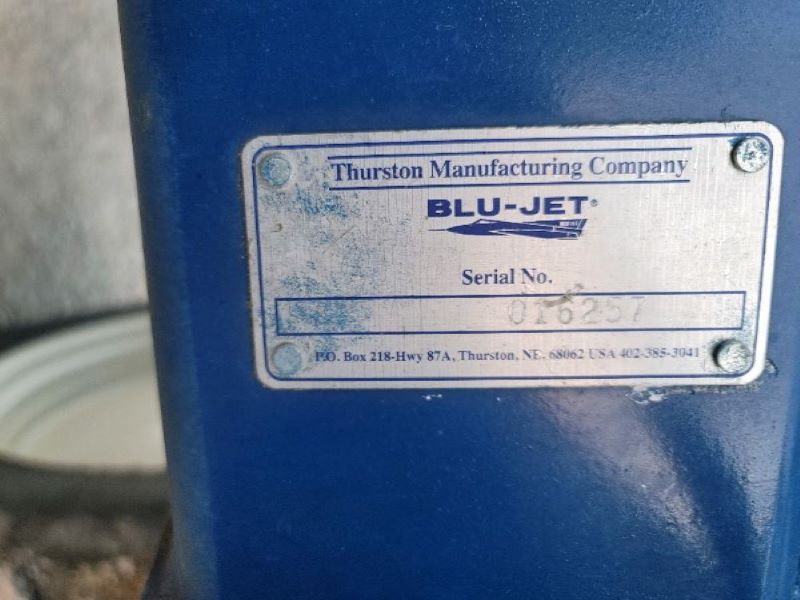 Thurston Manufacturing Company
BLU-JET®
Serial No.
016257
P.O. Box 218-Hwy 87A, Thurston, NE. 68062 USA 402-385-3041